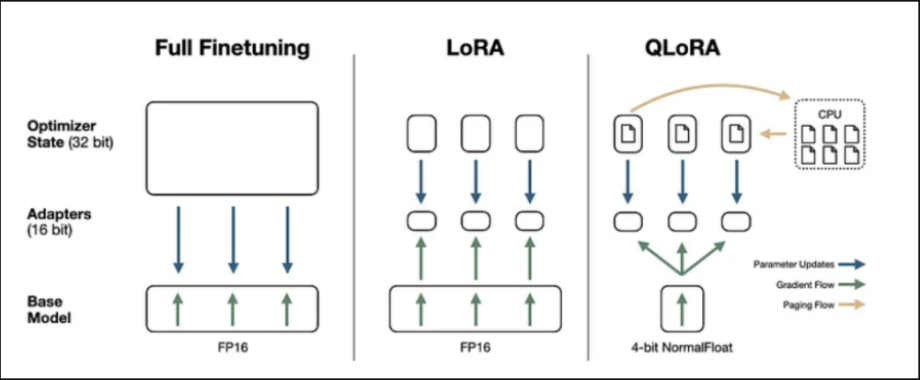 Full Finetuning
LoRA
QLoRA
Optimizer
State (32 bit)
CPU
Adapters
(16 bit)
Parameter Updates
Gradient Flow
Paging Flow
Base
Model
FP16
FP16
4-bit NormalFloat